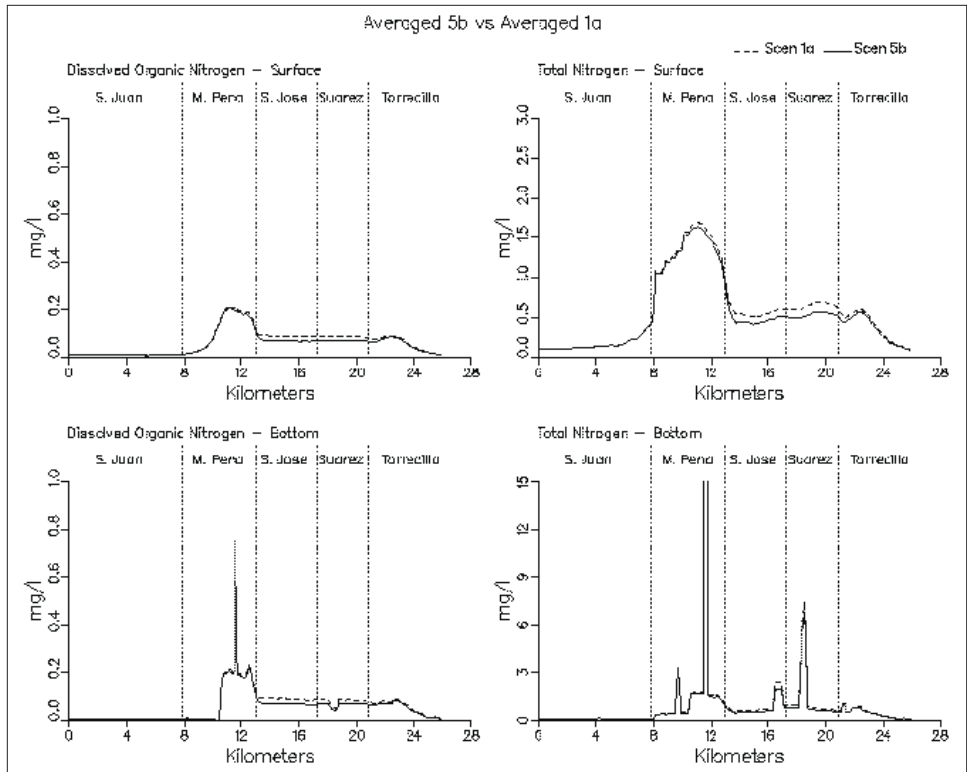 Averaged 5b vs Averaged 1a
Scen 1a Scen 5b
Dissolved Organic Nitrogen – Surface
S. Juan M. Pena S. Jose Suarez Torrecilla
mg/l
1.0
0.8
0.6
0.4
0.2
0.0
0 4 8 12 16 20 24 28
Kilometers
Total Nitrogen – Surface
S. Juan M. Pena S. Jose Suarez Torrecilla
mg/l
3.0
2.5
2.0
1.5
1.0
0.5
0.0
0 4 8 12 16 20 24 28
Kilometers
Dissolved Organic Nitrogen – Bottom
S. Juan M. Pena S. Jose Suarez Torrecilla
mg/l
1.0
0.8
0.6
0.4
0.2
0.0
0 4 8 12 16 20 24 28
Kilometers
Total Nitrogen – Bottom
S. Juan M. Pena S. Jose Suarez Torrecilla
mg/l
15
12
9
6
3
0
0 4 8 12 16 20 24 28
Kilometers